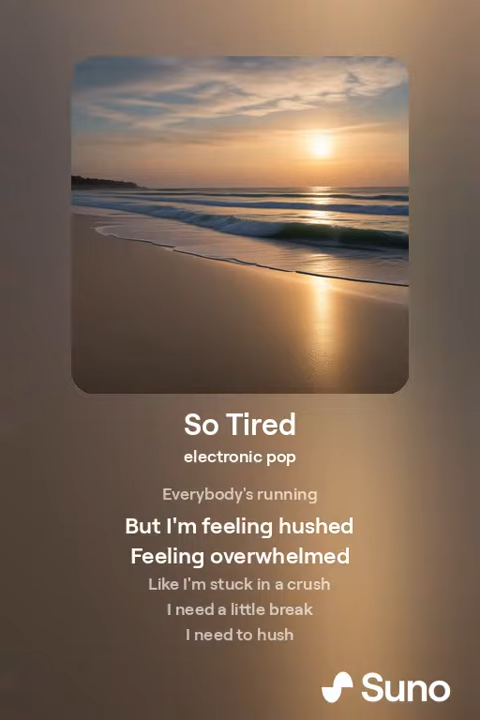 So Tired
electronic pop
Everybody's running
But I'm feeling hushed
Feeling overwhelmed
Like I'm stuck in a crush
I need a little break
I need to hush
Suno